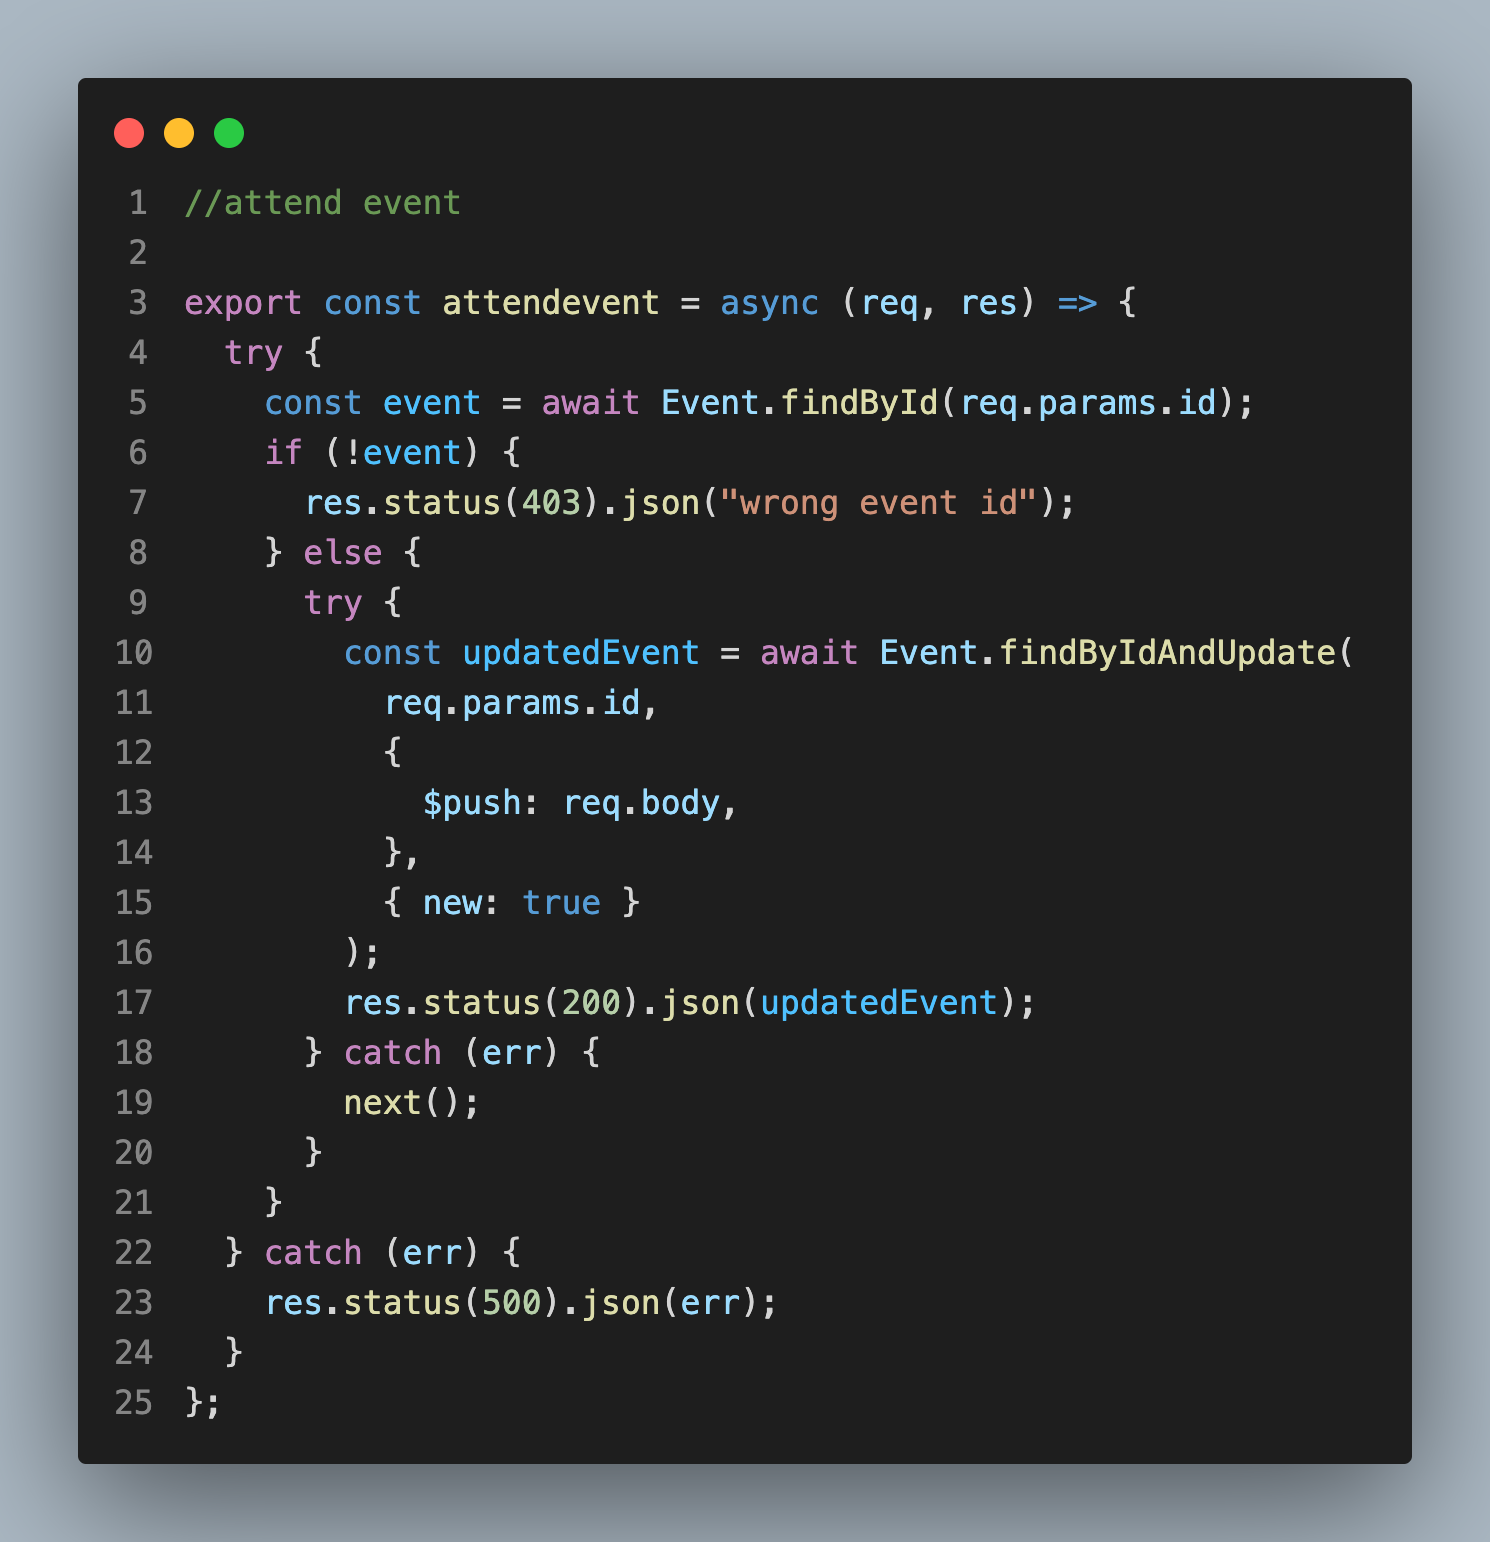 1 //attend event
2
3 export const attendevent = async (req, res) => {
4   try {
5     const event = await Event.findById(req.params.id);
6     if (!event) {
7       res.status(403).json("wrong event id");
8     } else {
9       try {
10         const updatedEvent = await Event.findByIdAndUpdate(
11           req.params.id,
12           {
13             $push: req.body,
14           },
15           { new: true }
16         );
17         res.status(200).json(updatedEvent);
18       } catch (err) {
19         next();
20       }
21     }
22   } catch (err) {
23     res.status(500).json(err);
24   }
25 };